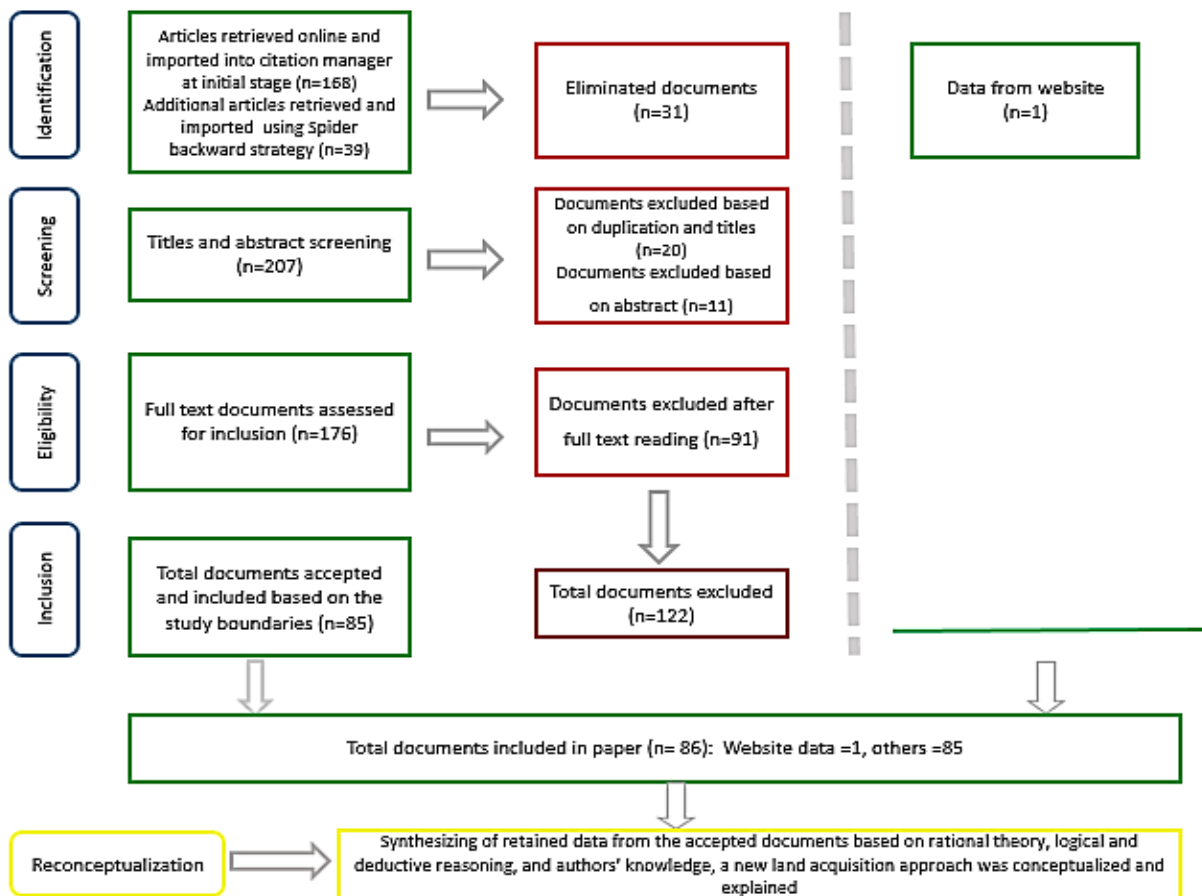 Identification
Articles retrieved online and
imported into citation manager
at initial stage (n=168)
Additional articles retrieved and
imported using Spider
backward strategy (n=39)
Eliminated documents
(n=31)
Data from website
(n=1)
Screening
Titles and abstract screening
(n=207)
Documents excluded based
on duplication and titles
(n=20)
Documents excluded based
on abstract (n=11)
Eligibility
Full text documents assessed
for inclusion (n=176)
Documents excluded after
full text reading (n=91)
Inclusion
Total documents accepted
and included based on the
study boundaries (n=85)
Total documents excluded
(n=122)
Total documents included in paper (n= 86): Website data =1, others =85
Reconceptualization
Synthesizing of retained data from the accepted documents based on rational theory, logical and
deductive reasoning, and authors' knowledge, a new land acquisition approach was conceptualized and
explained